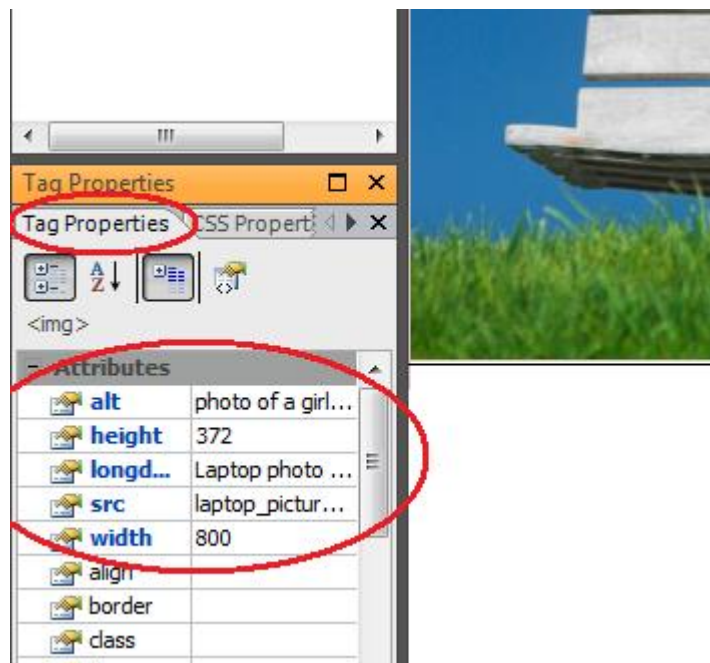 Tag Properties
Tag Properties CSS Propert
A
Z
<img>
Attributes
alt photo of a girl...
height 372
longd... Laptop photo ...
src laptop_pictur...
width 800
align
border
class